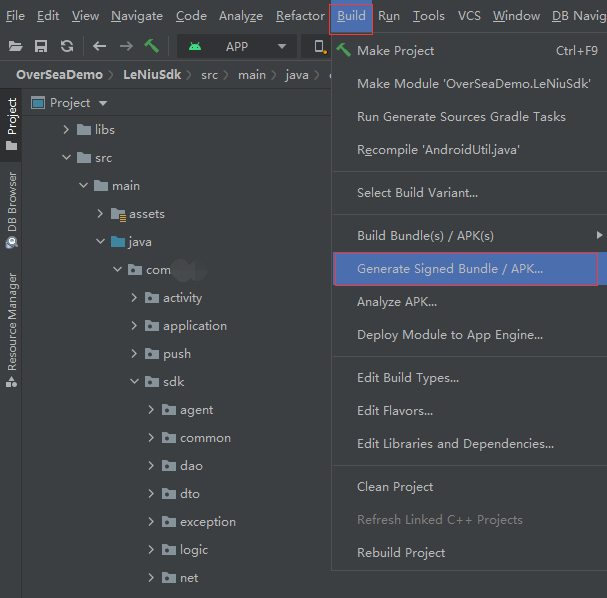 File Edit View Navigate Code Analyze Refactor Build Run Tools VCS Window DB Navig
APP
OverSeaDemo LeNiuSdk src main java
Project
DB Browser
Resource Manager
Project
libs
src
main
assets
java
com
activity
application
push
sdk
agent
common
dao
dto
exception
logic
net
Make Project Ctrl+F9
Make Module 'OverSeaDemo.LeNiuSdk'
Run Generate Sources Gradle Tasks
Recompile 'AndroidUtil.java'
Select Build Variant...
Build Bundle(s) / APK(s)
Generate Signed Bundle / APK...
Analyze APK...
Deploy Module to App Engine...
Edit Build Types...
Edit Flavors...
Edit Libraries and Dependencies...
Clean Project
Refresh Linked C++ Projects
Rebuild Project